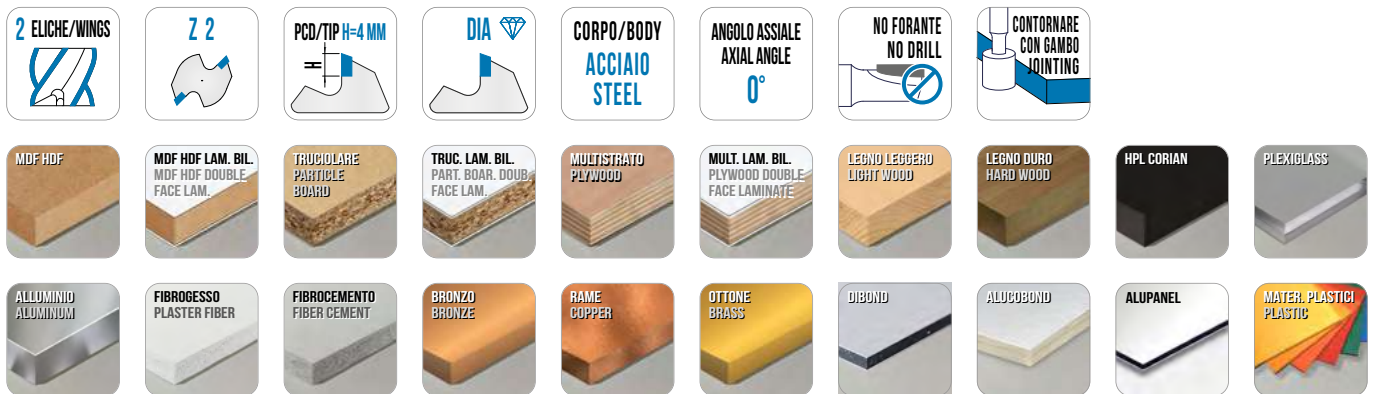 2 ELICHE/WINGS
Z 2
PCD/TIP H=4 MM
H
DIA
CORPO/BODY
ACCIAIO
STEEL
ANGOLO ASSIALE
AXIAL ANGLE
0°
NO FORANTE
NO DRILL
CONTORNARE
CON GAMBO
JOINTING
MDF HDF
MDF HDF LAM. BIL.
MDF HDF DOUBLE
FACE LAM.
TRUCIOLARE
PARTICLE
BOARD
TRUC. LAM. BIL.
PART. BOAR. DOUB.
FACE LAM.
MULTISTRATO
PLYWOOD
MULT. LAM. BIL.
PLYWOOD DOUBLE
FACE LAMINATE
LEGNO LEGGERO
LIGHT WOOD
LEGNO DURO
HARD WOOD
HPL CORIAN
PLEXIGLASS
ALLUMINIO
ALUMINUM
FIBROGESSO
PLASTER FIBER
FIBROCEMENTO
FIBER CEMENT
BRONZO
BRONZE
RAME
COPPER
OTTONE
BRASS
DIBOND
ALUCOBOND
ALUPANEL
MATER. PLASTICI
PLASTIC